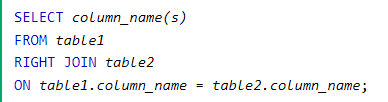 SELECT column_name(s)
FROM table1
RIGHT JOIN table2
ON table1.column_name = table2.column_name;